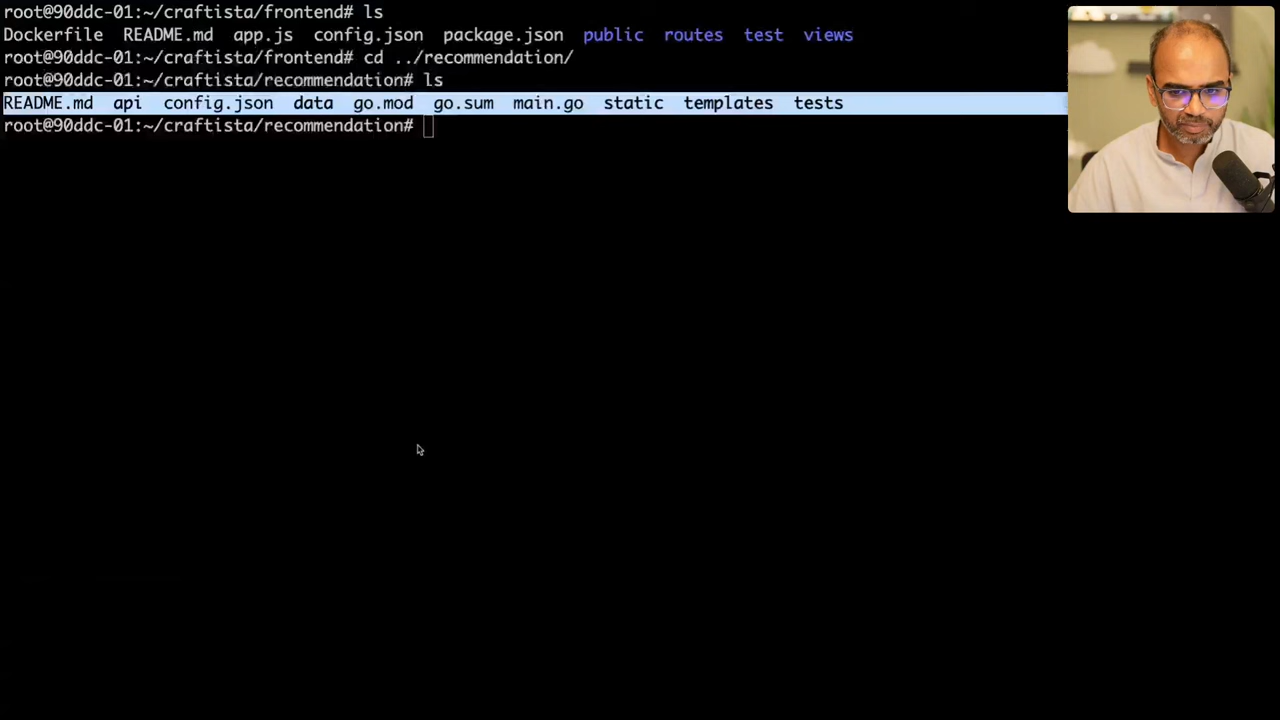 root@90ddc-01:~/craftista/frontend# ls
Dockerfile README.md app.js config.json package.json public routes test views
root@90ddc-01:~/craftista/frontend# cd ../recommendation/
root@90ddc-01:~/craftista/recommendation# ls
README.md api config.json data go.mod go.sum main.go static templates tests
root@90ddc-01:~/craftista/recommendation#